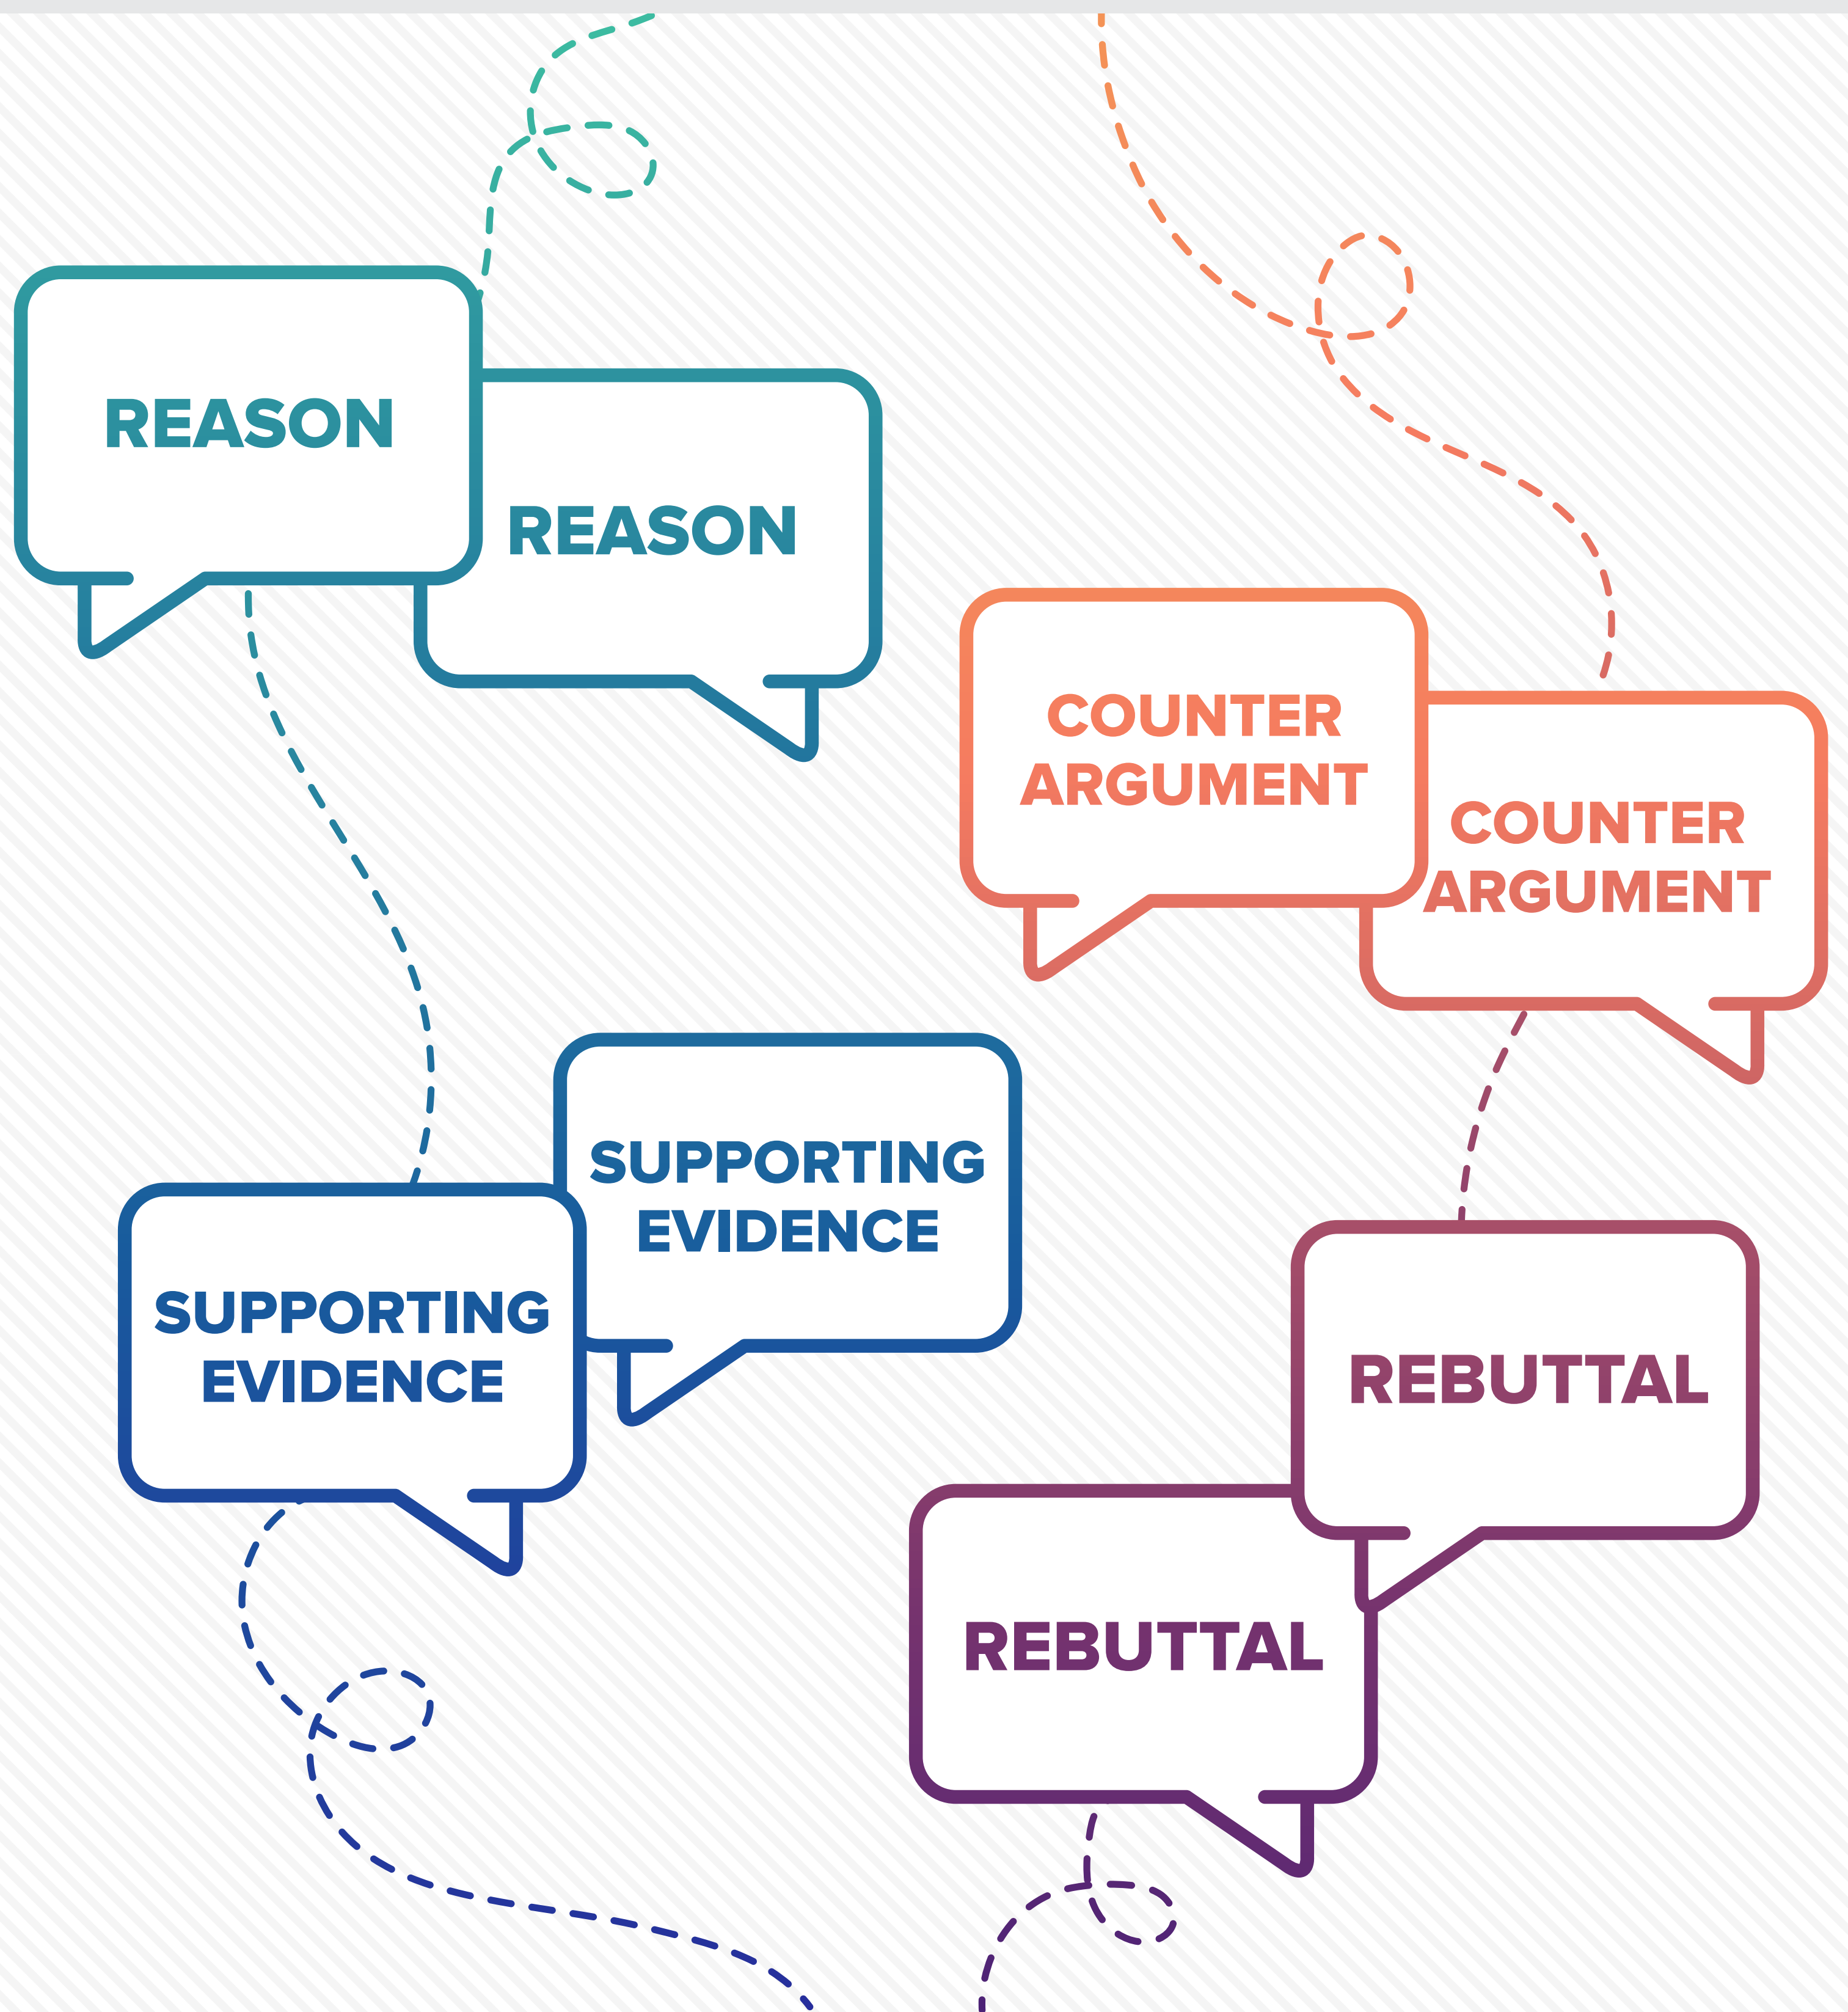 REASON
REASON
COUNTER
ARGUMENT
COUNTER
ARGUMENT
SUPPORTING
EVIDENCE
SUPPORTING
EVIDENCE
REBUTTAL
REBUTTAL